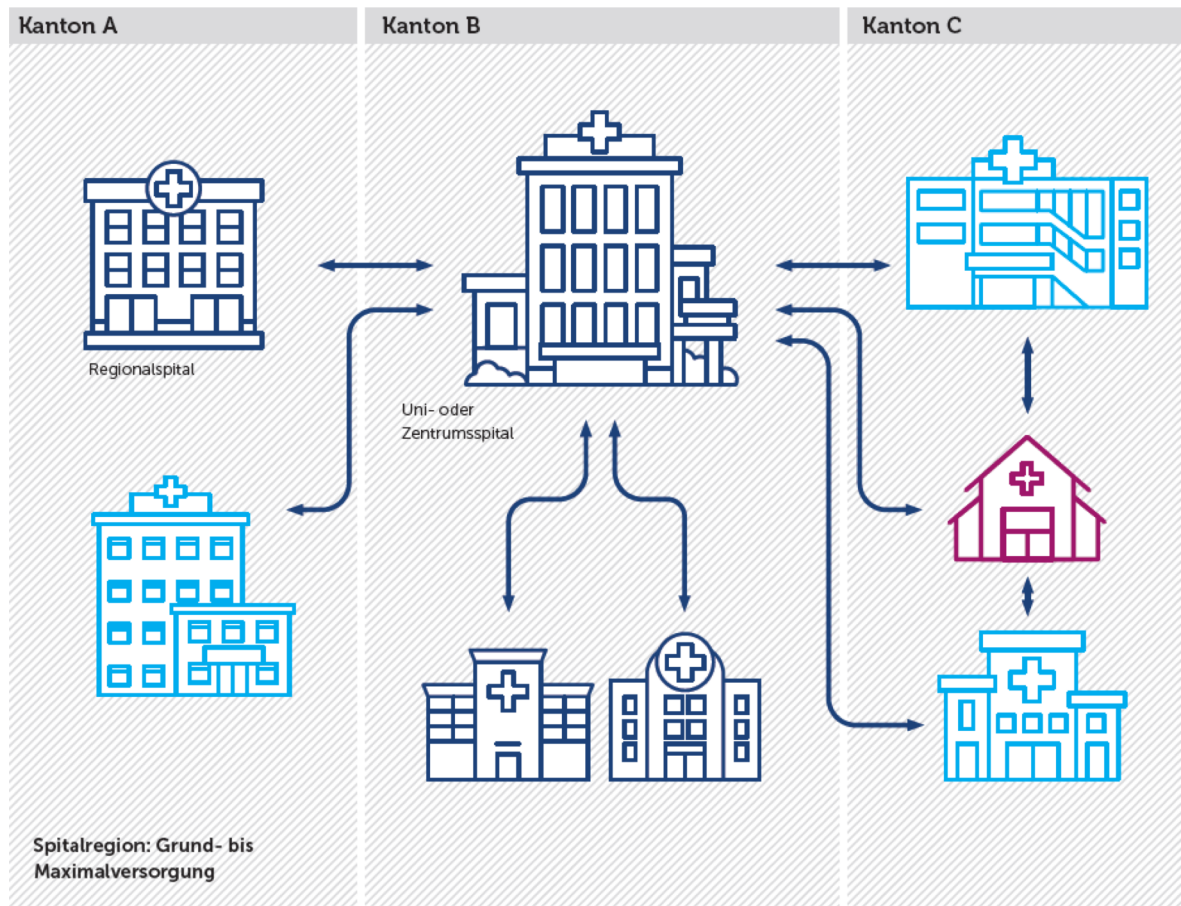 Kanton A
Kanton B
Kanton C
Regionalspital
Uni- oder
Zentrumsspital
Spitalregion: Grund- bis
Maximalversorgung